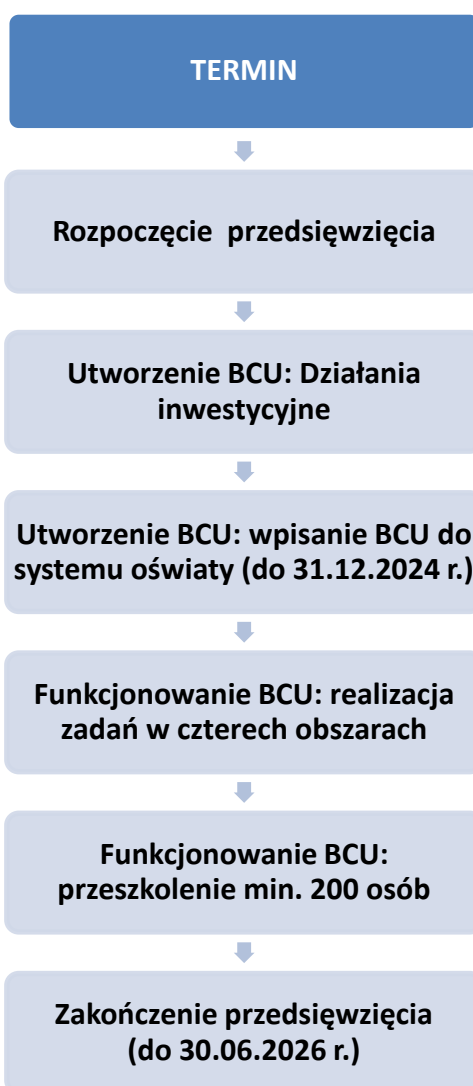 TERMIN
Rozpoczęcie przedsięwzięcia
Utworzenie BCU: Działania
inwestycyjne
Utworzenie BCU: wpisanie BCU do
systemu oświaty (do 31.12.2024 r.)
Funkcjonowanie BCU: realizacja
zadań w czterech obszarach
Funkcjonowanie BCU:
przeszkolenie min. 200 osób
Zakończenie przedsięwzięcia
(do 30.06.2026 r.)